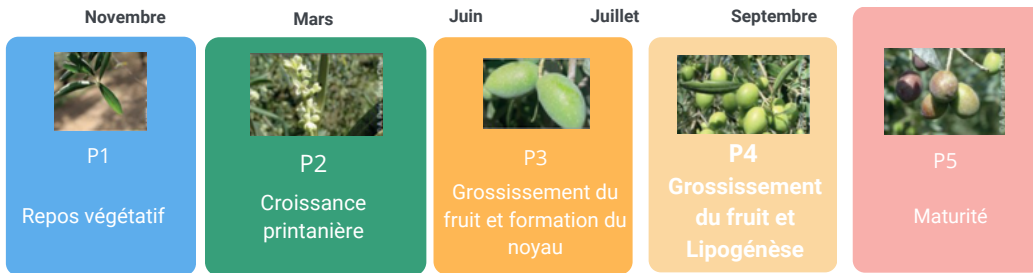 Novembre
Mars
Juin
Juillet
Septembre
P1
Repos végétatif
P2
Croissance
printanière
P3
Grossissement du
fruit et formation du
noyau
P4
Grossissement
du fruit et
Lipogénèse
P5
Maturité